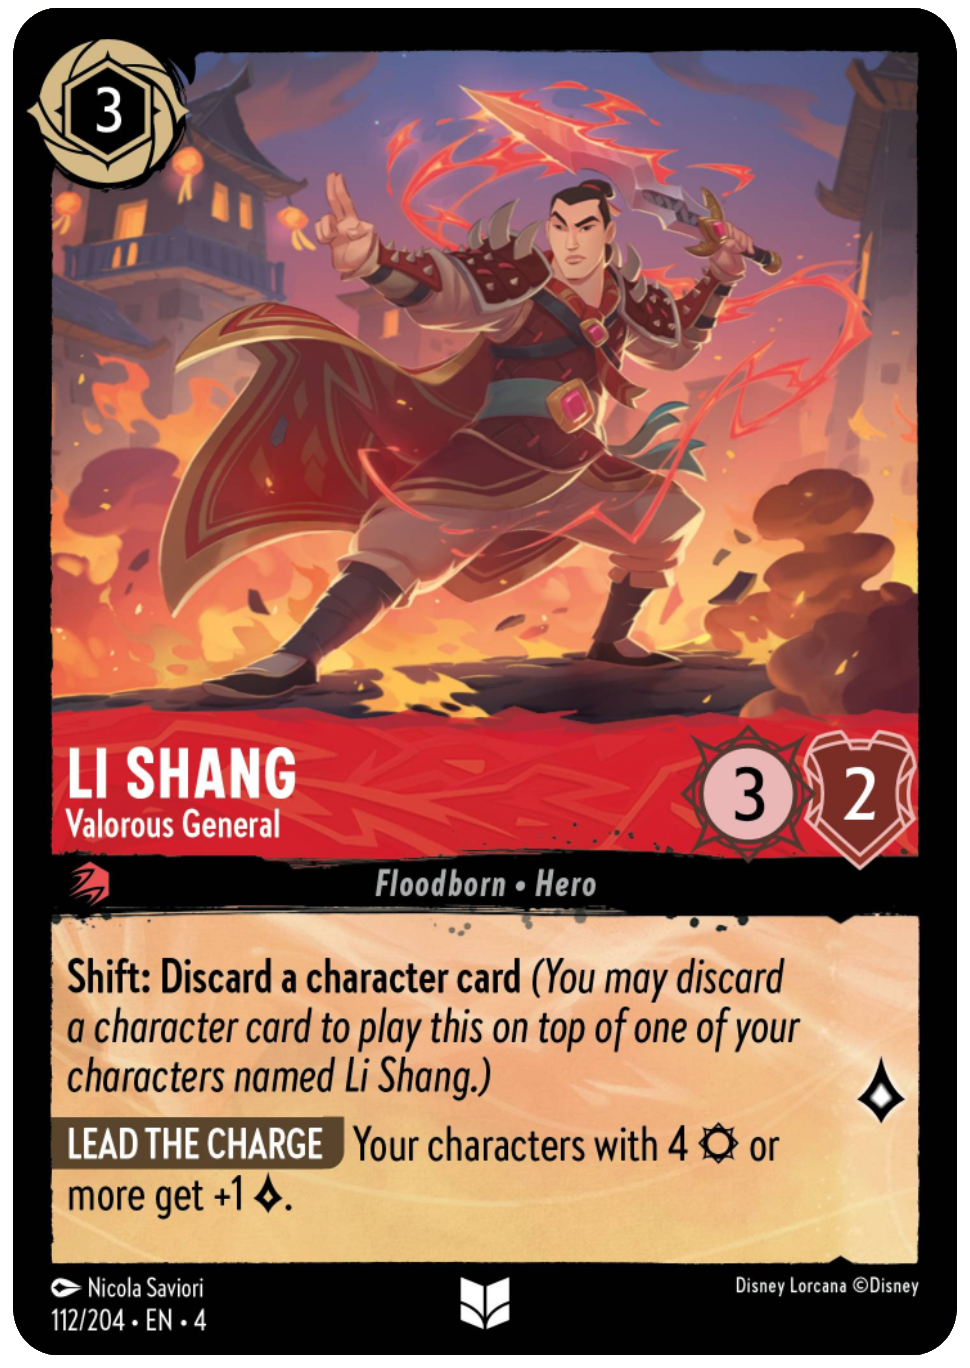 3
LI SHANG
Valorous General
3
2
Floodborn • Hero
Shift: Discard a character card (You may discard
a character card to play this on top of one of your
characters named Li Shang.)
LEAD THE CHARGE Your characters with 4 or
more get +1.
Nicola Saviori
Disney Lorcana ©Disney
112/204 • EN • 4